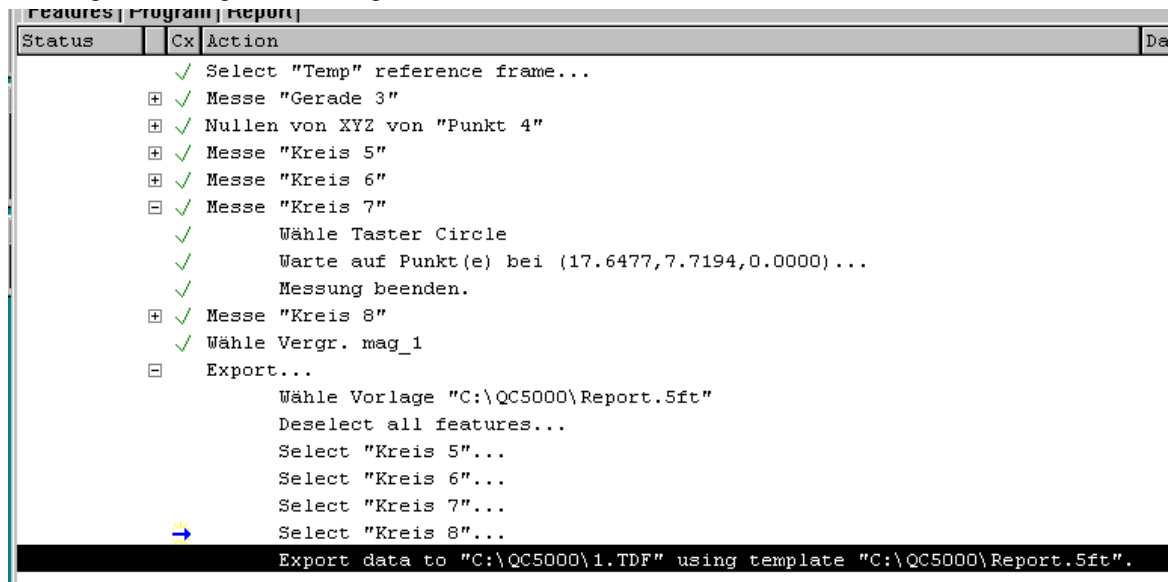 Features Program Report
Status Cx Action Da
Select "Temp" reference frame...
Messe "Gerade 3"
Nullen von XYZ von "Punkt 4"
Messe "Kreis 5"
Messe "Kreis 6"
Messe "Kreis 7"
Wähle Taster Circle
Warte auf Punkt(e) bei (17.6477,7.7194,0.0000)...
Messung beenden.
Messe "Kreis 8"
Wähle Vergr. mag_1
Export...
Wähle Vorlage "C:\QC5000\Report.5ft"
Deselect all features...
Select "Kreis 5"...
Select "Kreis 6"...
Select "Kreis 7"...
Select "Kreis 8"...
Export data to "C:\QC5000\1.TDF" using template "C:\QC5000\Report.5ft".